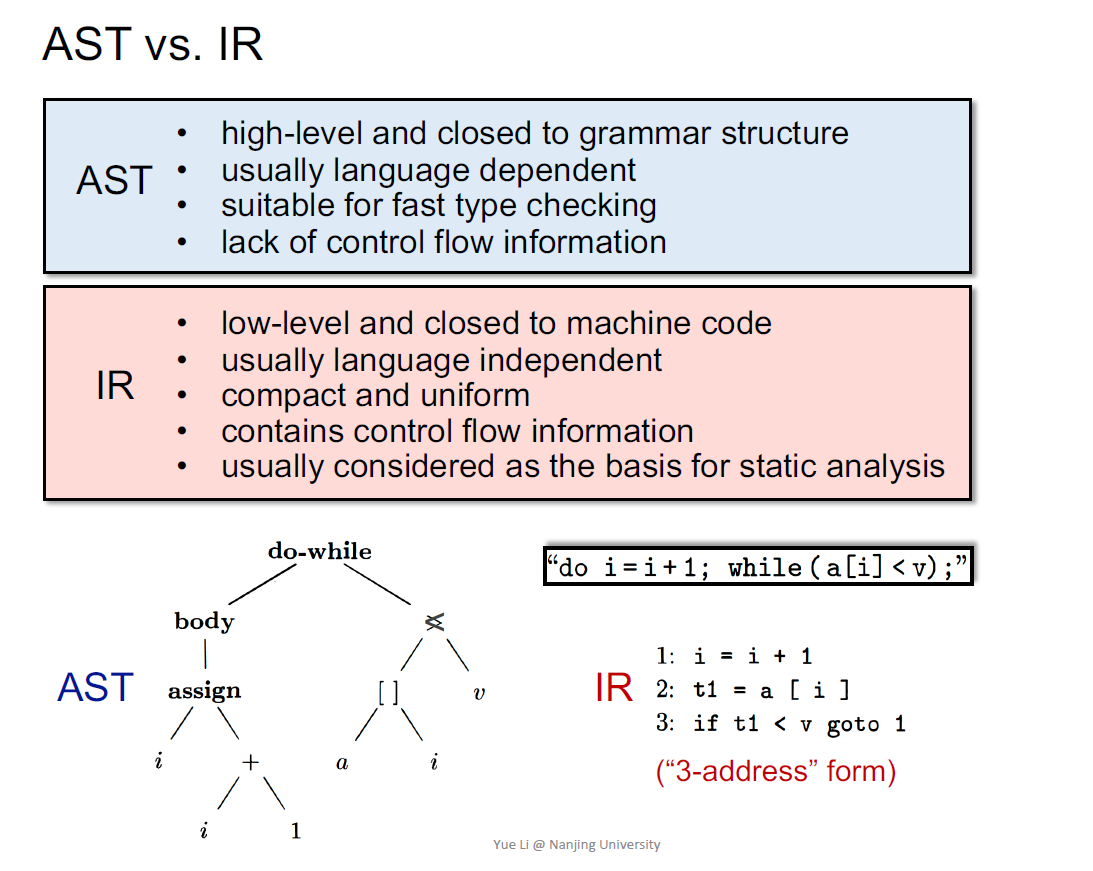 AST vs. IR
AST
• high-level and closed to grammar structure
• usually language dependent
• suitable for fast type checking
• lack of control flow information
IR
• low-level and closed to machine code
• usually language independent
• compact and uniform
• contains control flow information
• usually considered as the basis for static analysis
do-while
body
<
AST
assign
[ ]
v
i
+
a
i
i
1
“do i=i+1; while(a[i]<v);”
IR
1: i = i + 1
2: t1 = a [ i ]
3: if t1 < v goto 1
(“3-address” form)
Yue Li @ Nanjing University